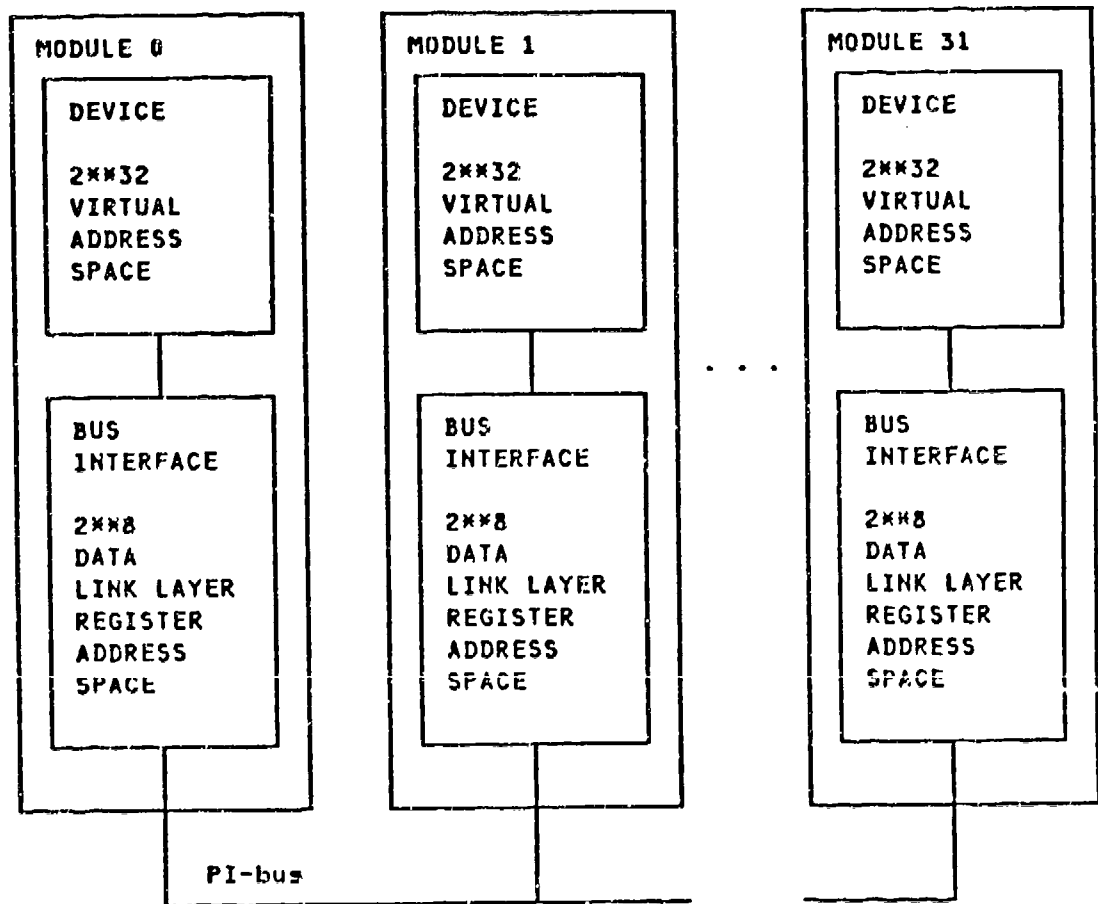 MODULE 0
DEVICE
2**32
VIRTUAL
ADDRESS
SPACE
BUS
INTERFACE
2**8
DATA
LINK LAYER
REGISTER
ADDRESS
SPACE
MODULE 1
DEVICE
2**32
VIRTUAL
ADDRESS
SPACE
BUS
INTERFACE
2**8
DATA
LINK LAYER
REGISTER
ADDRESS
SPACE
. . .
MODULE 31
DEVICE
2**32
VIRTUAL
ADDRESS
SPACE
BUS
INTERFACE
2**8
DATA
LINK LAYER
REGISTER
ADDRESS
SPACE
PI-bus